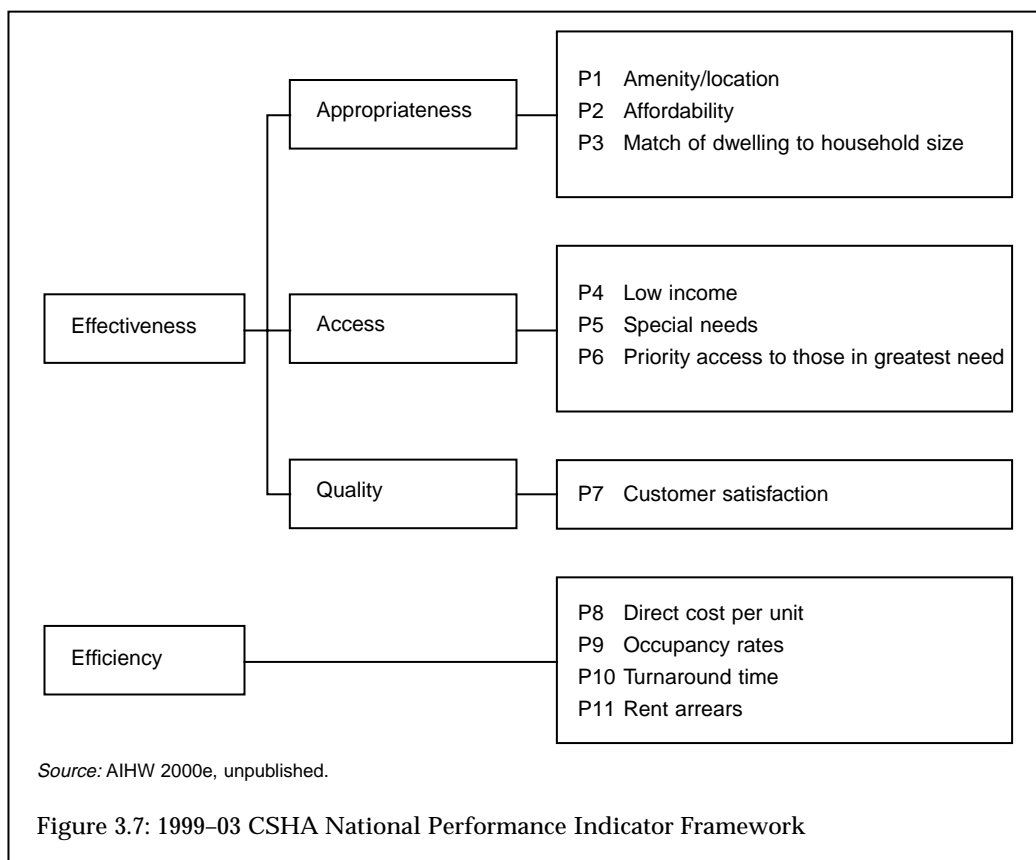 P1 Amenity/location
Appropriateness
P2 Affordability
P3 Match of dwelling to household size
P4 Low income
Effectiveness
Access
P5 Special needs
P6 Priority access to those in greatest need
Quality
P7 Customer satisfaction
P8 Direct cost per unit
Efficiency
P9 Occupancy rates
P10 Turnaround time
P11 Rent arrears
Source: AIHW 2000e, unpublished.
Figure 3.7: 1999–03 CSHA National Performance Indicator Framework